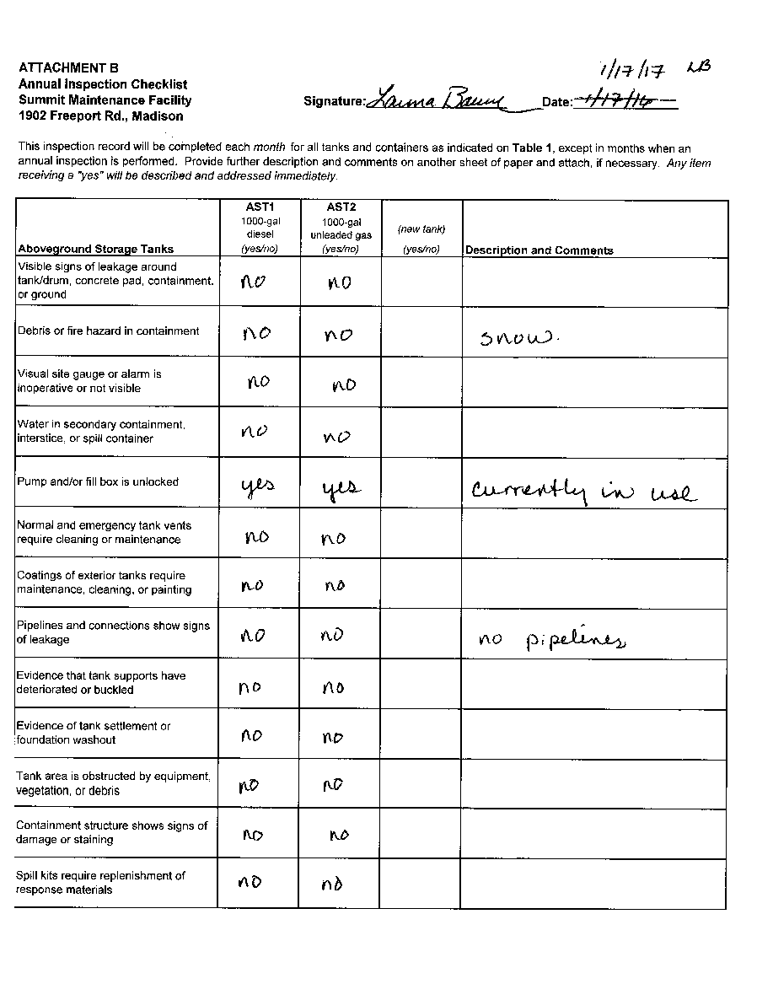 1/17/17 LB
ATTACHMENT B
Annual Inspection Checklist
Summit Maintenance Facility
1902 Freeport Rd., Madison
Signature: Date: 1/17/16
This inspection record will be completed each month for all tanks and containers as indicated on Table 1, except in months when an
annual inspection is performed. Provide further description and comments on another sheet of paper and attach, if necessary. Any item
receiving a "yes" will be described and addressed immediately.
Aboveground Storage Tanks
AST1
1000-gal
diesel
(yes/no)
AST2
1000-gal
unleaded gas
(yes/no)
(new tank)
(yes/no)
Description and Comments
Visible signs of leakage around
tank/drum, concrete pad, containment,
or ground
no no
Debris or fire hazard in containment
no no snow.
Visual site gauge or alarm is
inoperative or not visible
no no
Water in secondary containment,
interstice, or spill container
no no
Pump and/or fill box is unlocked
yes yes currently in use
Normal and emergency tank vents
require cleaning or maintenance
no no
Coatings of exterior tanks require
maintenance, cleaning, or painting
no no
Pipelines and connections show signs
of leakage
no no no pipelines
Evidence that tank supports have
deteriorated or buckled
no no
Evidence of tank settlement or
foundation washout
no no
Tank area is obstructed by equipment,
vegetation, or debris
no no
Containment structure shows signs of
damage or staining
no no
Spill kits require replenishment of
response materials
no no